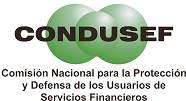 CONDUSEF
Comisión Nacional para la Protección
y Defensa de los Usuarios de
Servicios Financieros